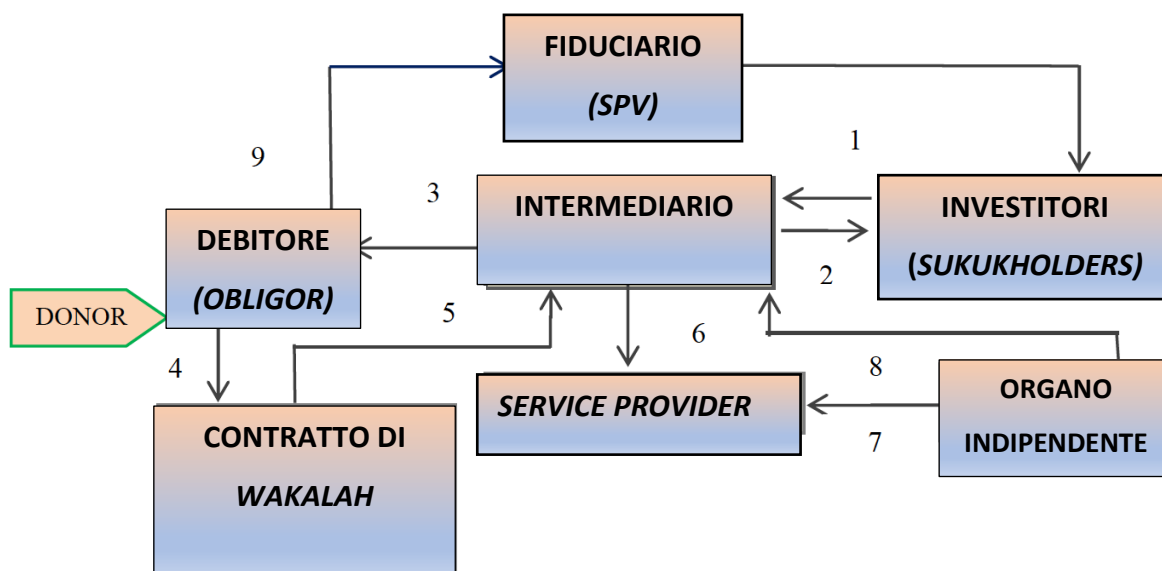 FIDUCIARIO
(SPV)
1
9
3
INTERMEDIARIO
INVESTITORI
(SUKUKHOLDERS)
DEBITORE
(OBLIGOR)
2
DONOR
5
6
4
8
SERVICE PROVIDER
ORGANO
INDIPENDENTE
7
CONTRATTO DI
WAKALAH